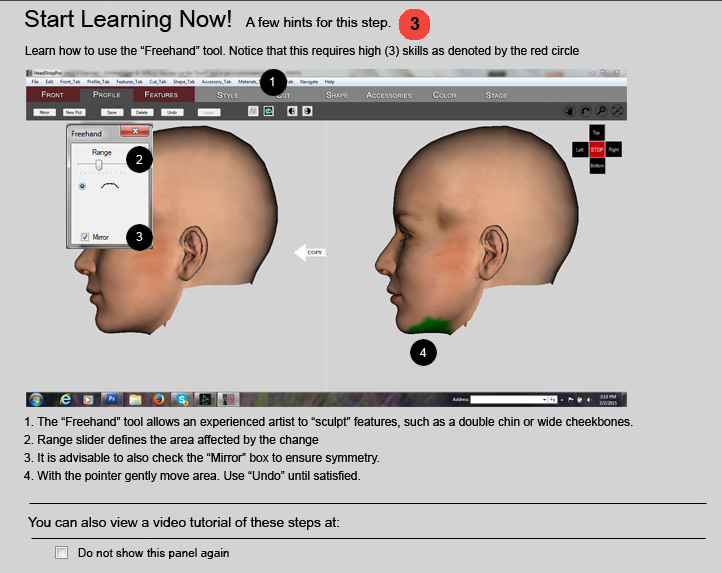 Start Learning Now! A few hints for this step. 3
Learn how to use the “Freehand” tool. Notice that this requires high (3) skills as denoted by the red circle
HeadShopPro
File Edit Front_Tab Profile_Tab Features_Tab Cut_Tab Shape_Tab Accessory_Tab Navigate Help
1
FRONT PROFILE FEATURES STYLE CUT SHAPE ACCESSORIES COLOR STAGE
Mirror New Pot Save Delete Undo
Freehand
Range
2
Mirror 3
Top
Left STOP Right
Bottom
COPY
4
Address
3:10 PM
2/2/2015
1. The “Freehand” tool allows an experienced artist to “sculpt” features, such as a double chin or wide cheekbones.
2. Range slider defines the area affected by the change
3. It is advisable to also check the “Mirror” box to ensure symmetry.
4. With the pointer gently move area. Use “Undo” until satisfied.
You can also view a video tutorial of these steps at:
Do not show this panel again